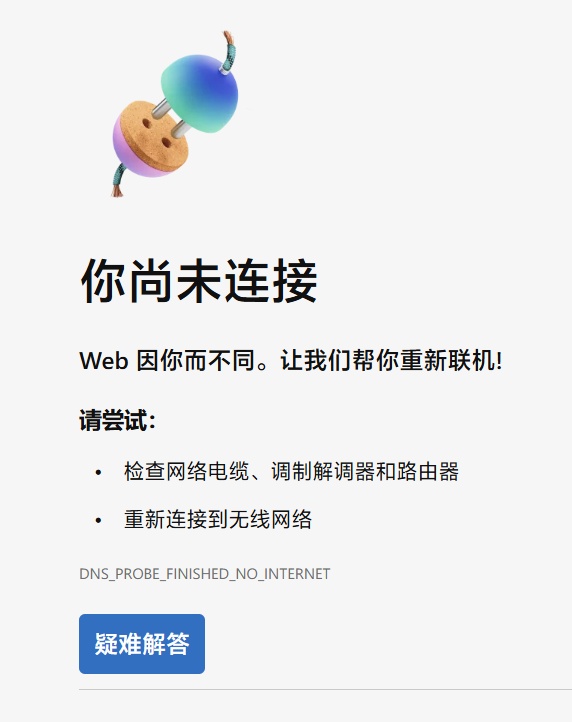 你尚未连接
Web 因你而不同。让我们帮你重新联机!
请尝试：
• 检查网络电缆、调制解调器和路由器
• 重新连接到无线网络
DNS_PROBE_FINISHED_NO_INTERNET
疑难解答